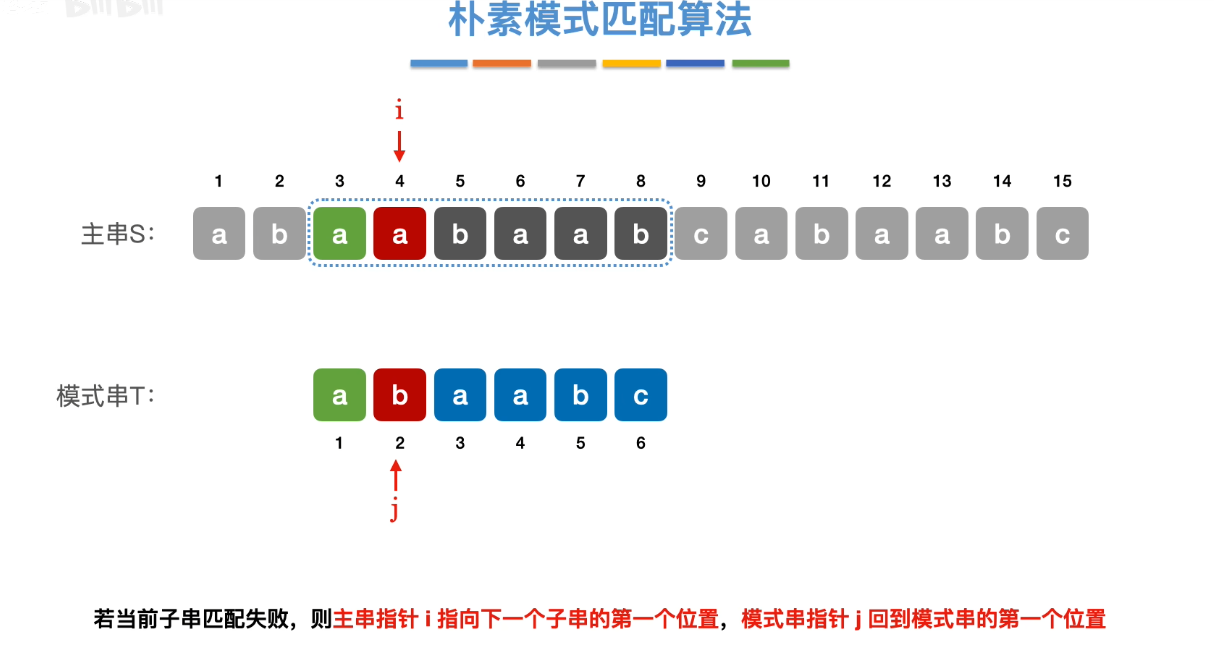 朴素模式匹配算法
i
1 2 3 4 5 6 7 8 9 10 11 12 13 14 15
主串S： a b a a b a a b c a b a a b c
模式串T： a b a a b c
1 2 3 4 5 6
j
若当前子串匹配失败，则主串指针 i 指向下一个子串的第一个位置，模式串指针 j 回到模式串的第一个位置